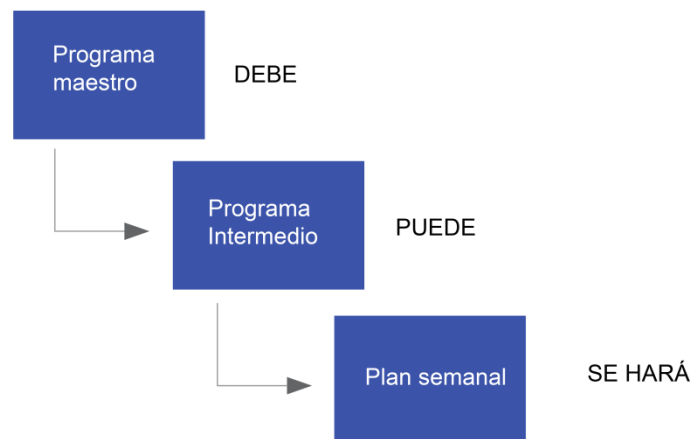 Programa
maestro
DEBE
Programa
Intermedio
PUEDE
Plan semanal
SE HARÁ